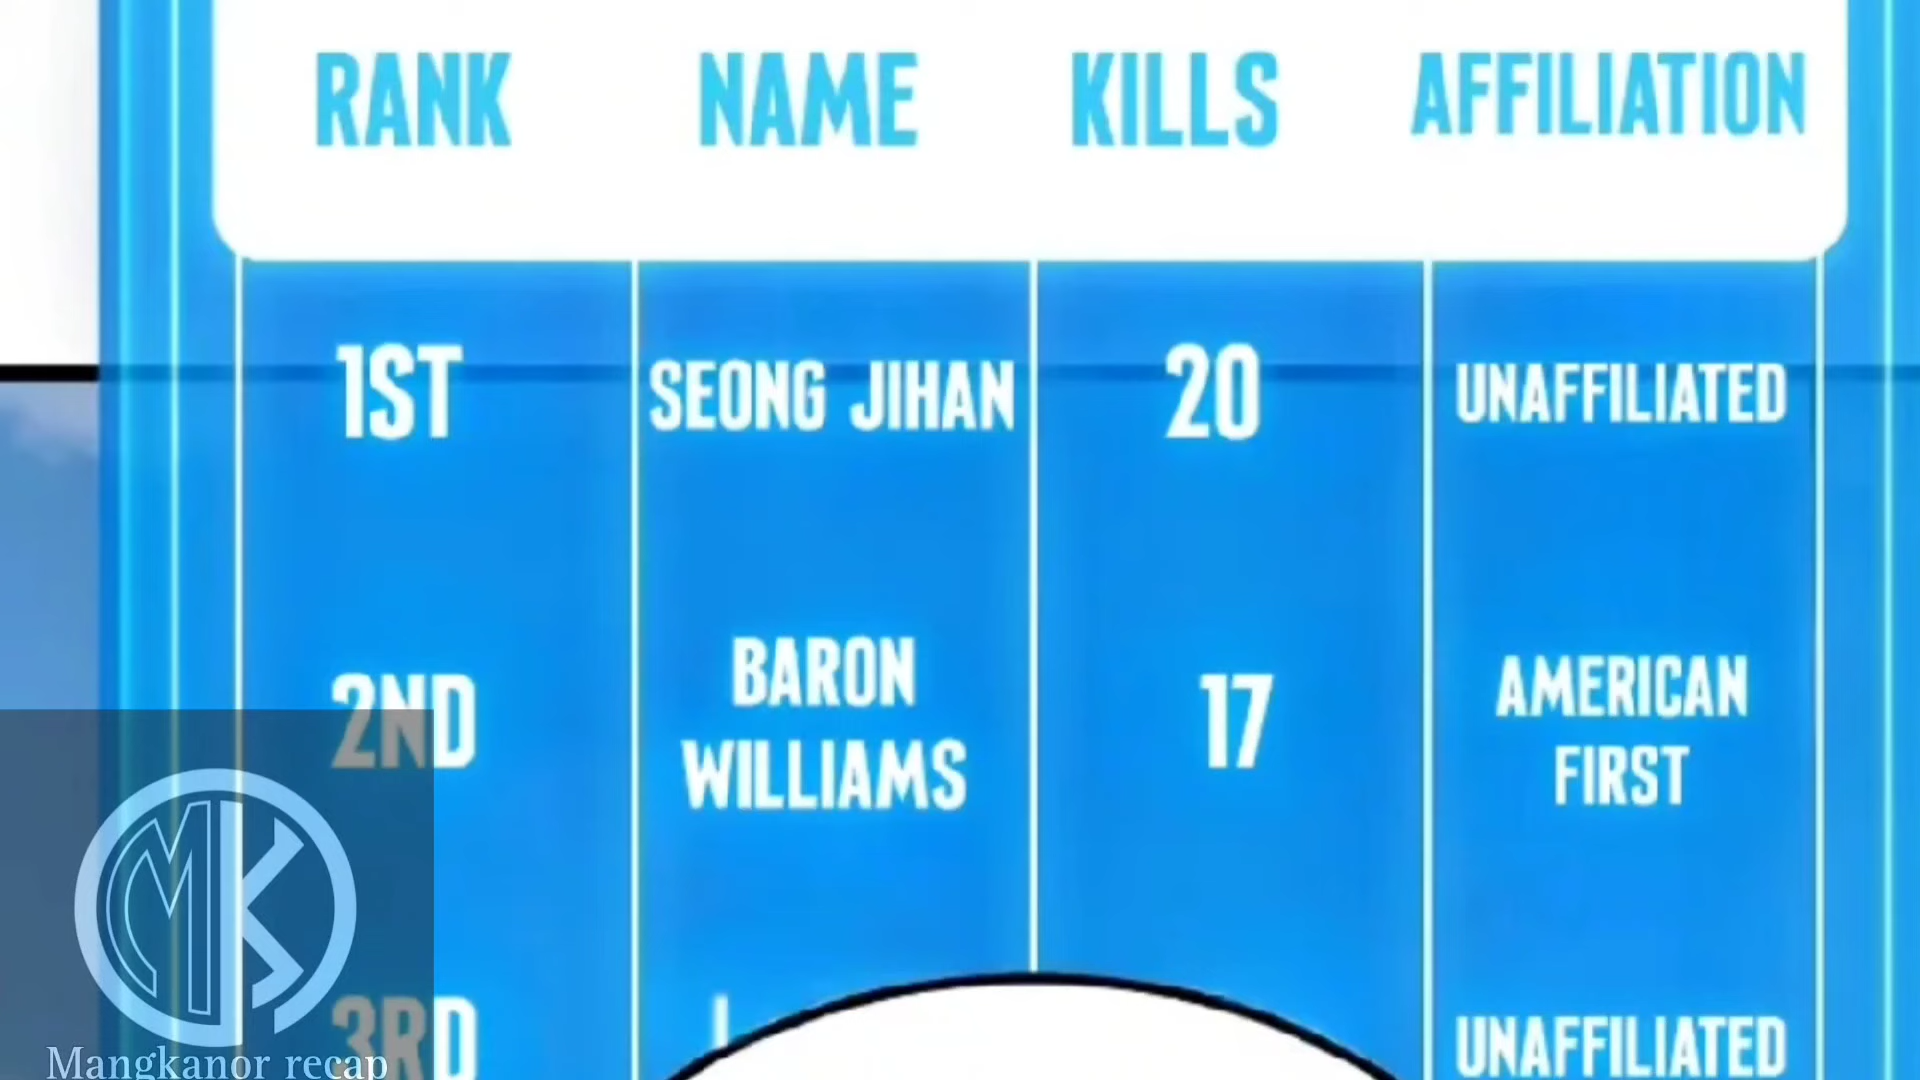 RANK NAME KILLS AFFILIATION
1ST SEONG JIHAN 20 UNAFFILIATED
2ND BARON WILLIAMS 17 AMERICAN FIRST
3RD UNAFFILIATED
MK
Mangkanor recap